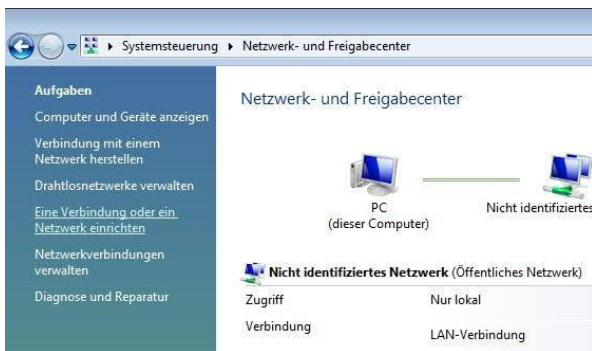 Systemsteuerung Netzwerk- und Freigabecenter
Aufgaben
Computer und Geräte anzeigen
Verbindung mit einem
Netzwerk herstellen
Drahtlosnetzwerke verwalten
Eine Verbindung oder ein
Netzwerk einrichten
Netzwerkverbindungen
verwalten
Diagnose und Reparatur
Netzwerk- und Freigabecenter
PC
(dieser Computer)
Nicht identifiziertes
Nicht identifiziertes Netzwerk (Öffentliches Netzwerk)
Zugriff Nur lokal
Verbindung LAN-Verbindung